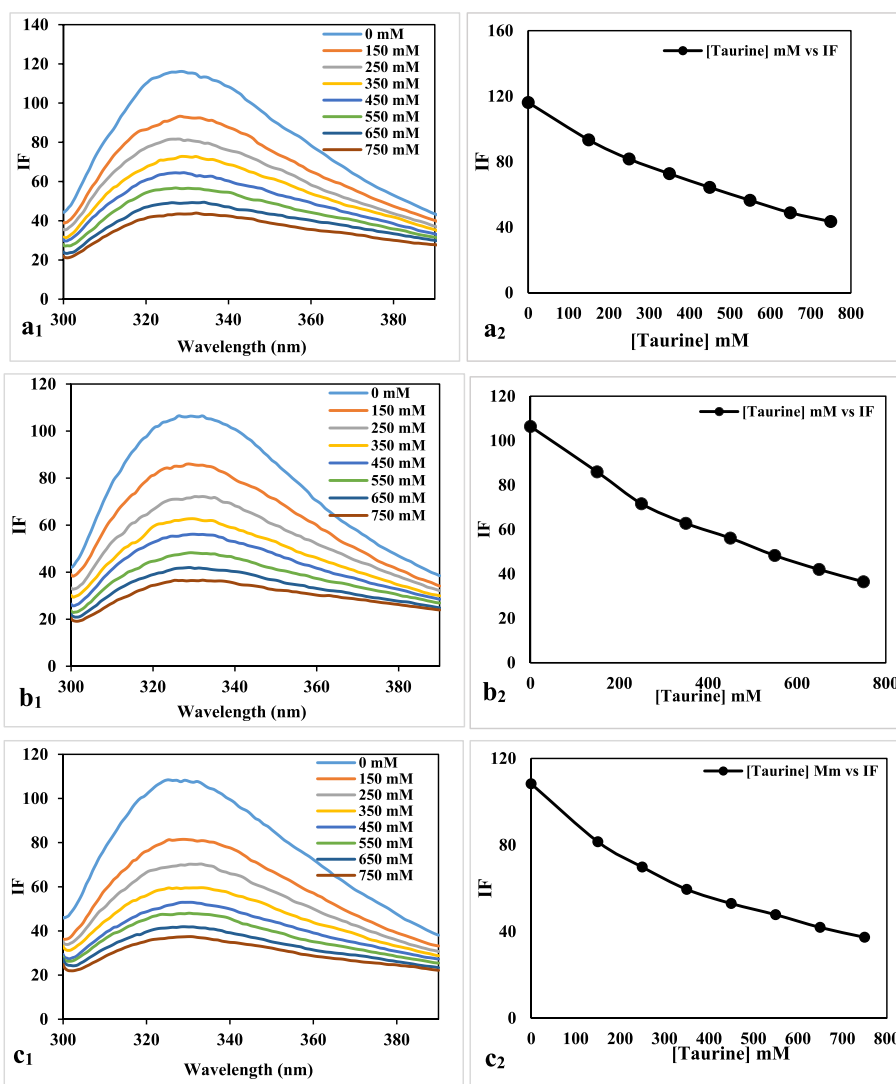 140
120
100
80
60
40
20
0
IF
300
320
340
360
380
Wavelength (nm)
0 mM
150 mM
250 mM
350 mM
450 mM
550 mM
650 mM
750 mM
a1
160
120
80
40
0
IF
0 100 200 300 400 500 600 700 800
[Taurine] mM
[Taurine] mM vs IF
a2
120
100
80
60
40
20
0
IF
300
320
340
360
380
Wavelength (nm)
0 mM
150 mM
250 mM
350 mM
450 mM
550 mM
650 mM
750 mM
b1
120
100
80
60
40
20
0
IF
0 200 400 600 800
[Taurine] mM
[Taurine] mM vs IF
b2
120
100
80
60
40
20
0
IF
300
320
340
360
380
Wavelength (nm)
0 mM
150 mM
250 mM
350 mM
450 mM
550 mM
650 mM
750 mM
c1
120
80
40
0
IF
0 100 200 300 400 500 600 700 800
[Taurine] mM
[Taurine] Mm vs IF
c2